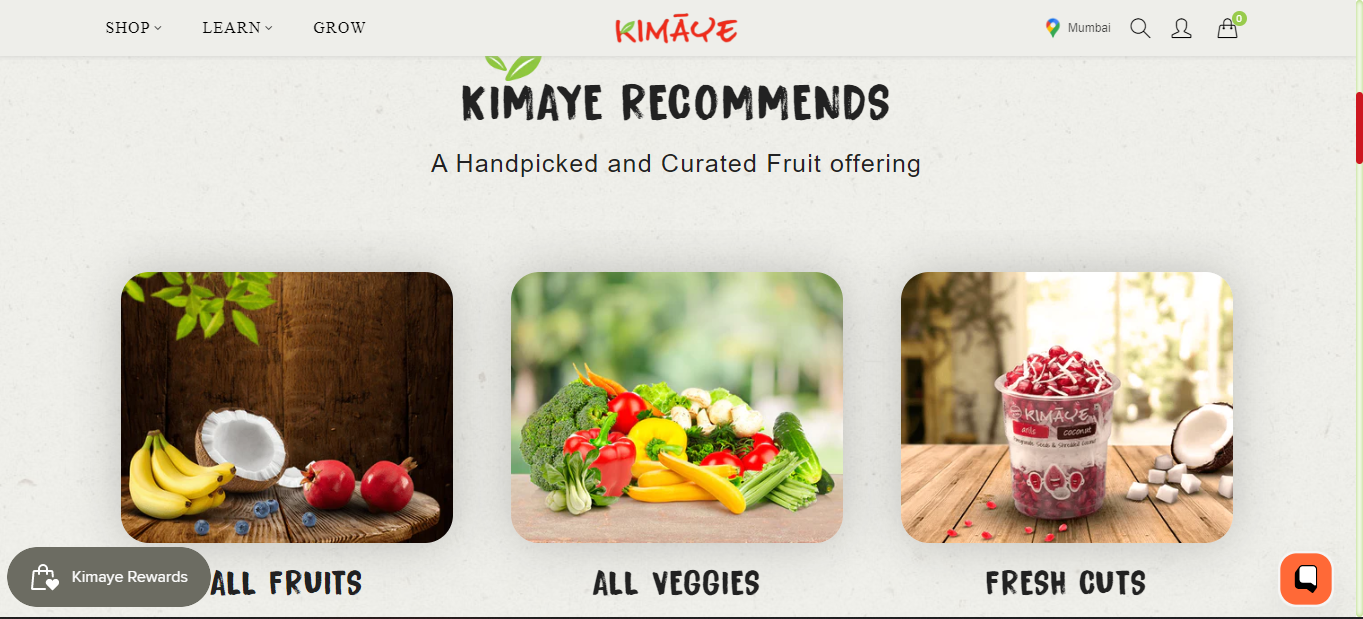 SHOP
LEARN
GROW
KIMĀYE
Mumbai
0
KIMAYE RECOMMENDS
A Handpicked and Curated Fruit offering
KIMĀYE
arils
coconut
Kimaye Rewards
ALL FRUITS
ALL VEGGIES
FRESH CUTS